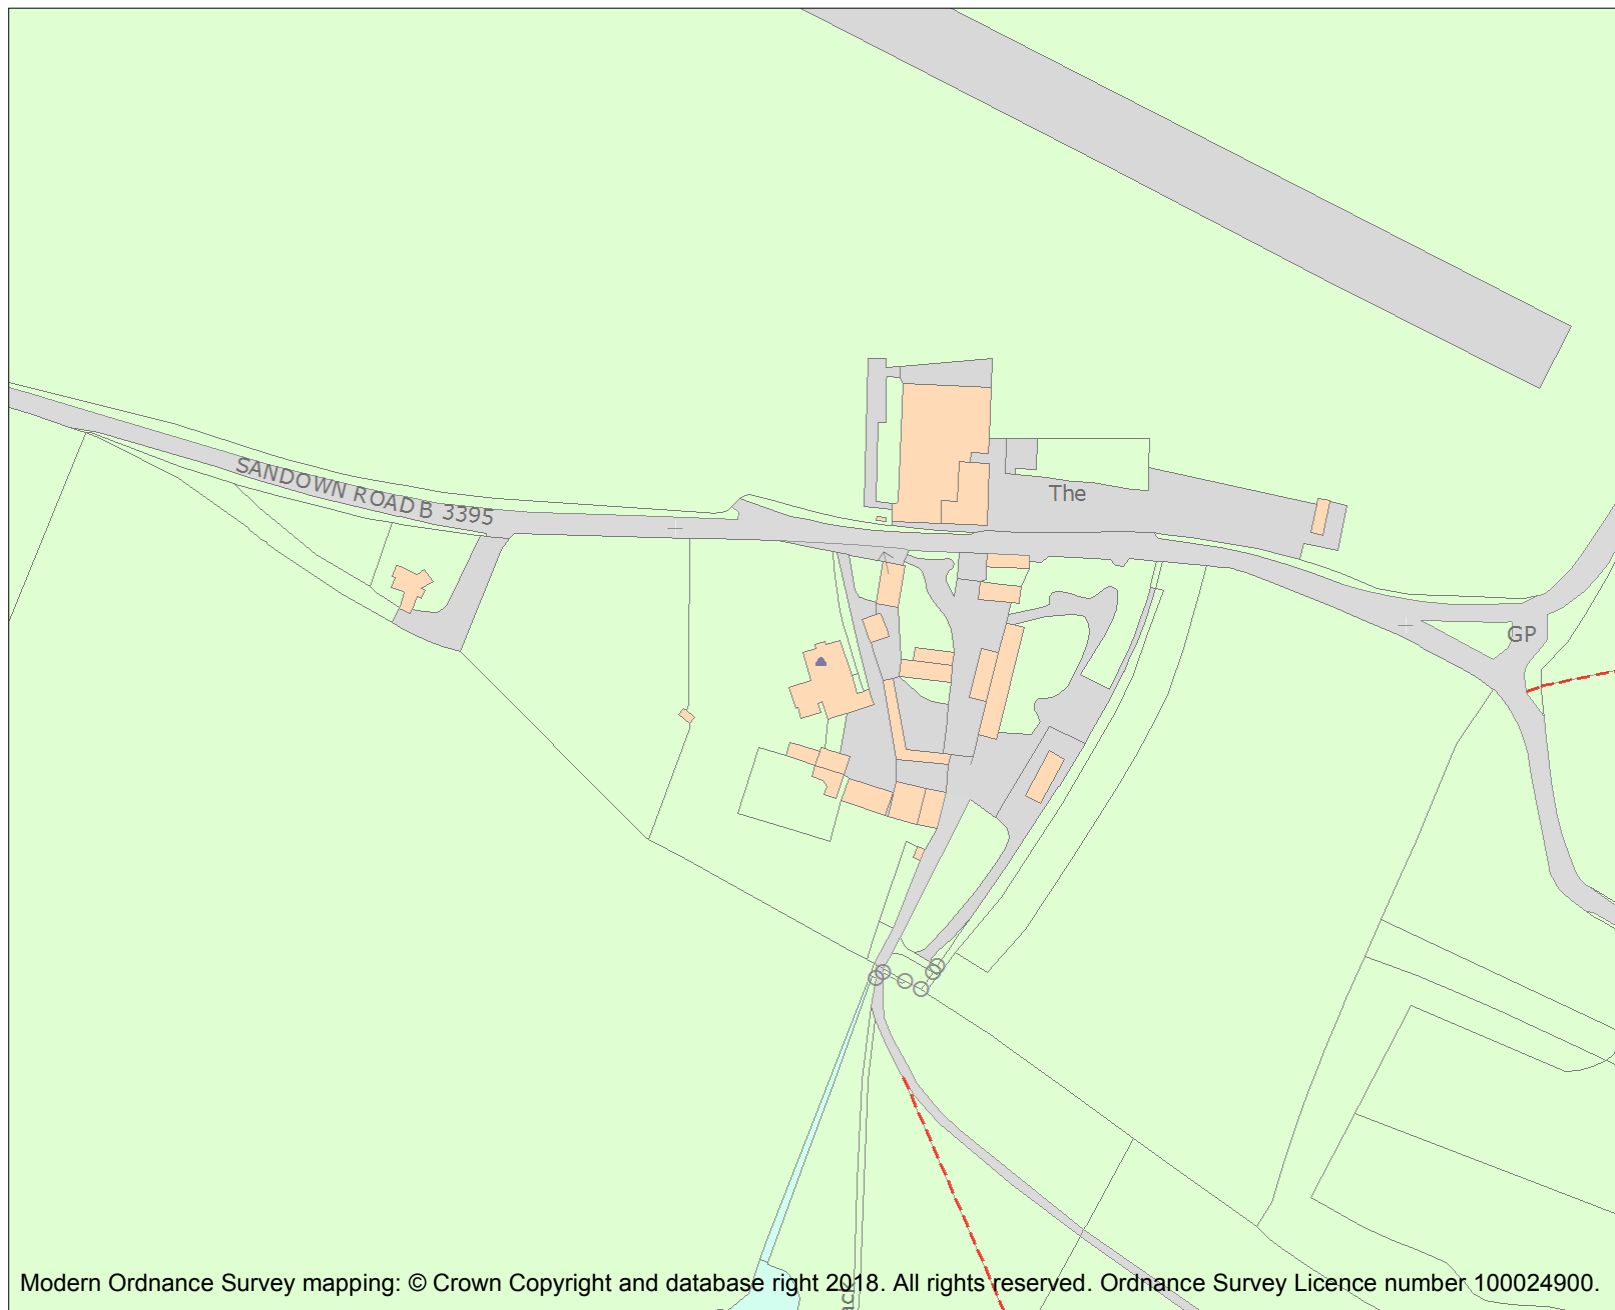 The
SANDOWN ROAD B 3395
GP
Modern Ordnance Survey mapping: © Crown Copyright and database right 2018. All rights reserved. Ordnance Survey Licence number 100024900.